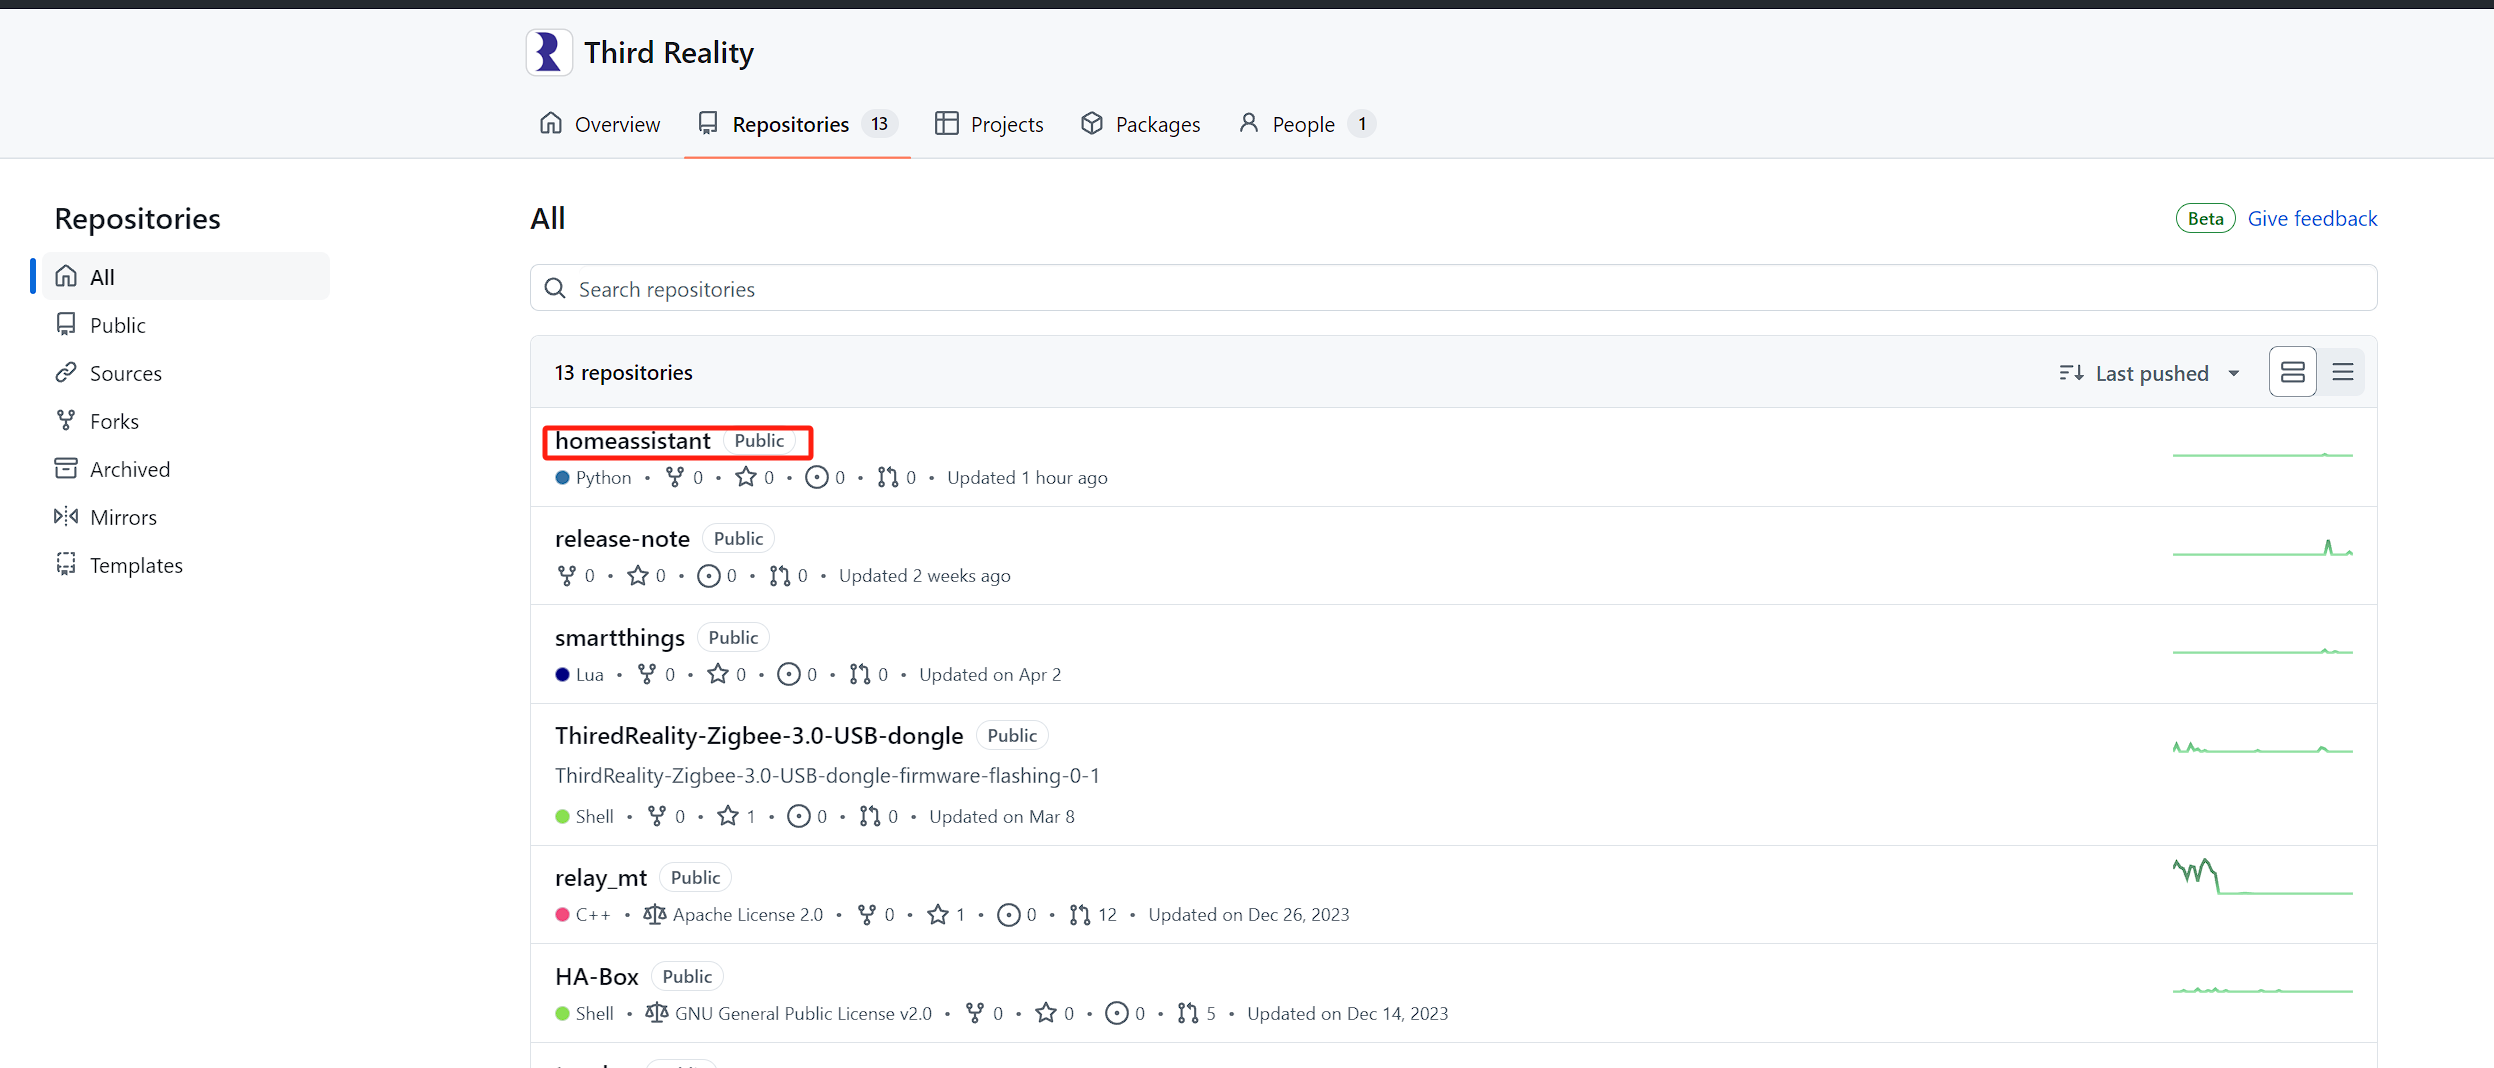 Third Reality
Overview Repositories 13 Projects Packages People 1
Repositories
All
Public
Sources
Forks
Archived
Mirrors
Templates
All
Beta Give feedback
Search repositories
13 repositories Last pushed
homeassistant Public
Python • 0 • 0 • 0 • 0 • Updated 1 hour ago
release-note Public
0 • 0 • 0 • 0 • Updated 2 weeks ago
smartthings Public
Lua • 0 • 0 • 0 • 0 • Updated on Apr 2
ThiredReality-Zigbee-3.0-USB-dongle Public
ThirdReality-Zigbee-3.0-USB-dongle-firmware-flashing-0-1
Shell • 0 • 1 • 0 • 0 • Updated on Mar 8
relay_mt Public
C++ • Apache License 2.0 • 0 • 1 • 0 • 12 • Updated on Dec 26, 2023
HA-Box Public
Shell • GNU General Public License v2.0 • 0 • 0 • 0 • 5 • Updated on Dec 14, 2023